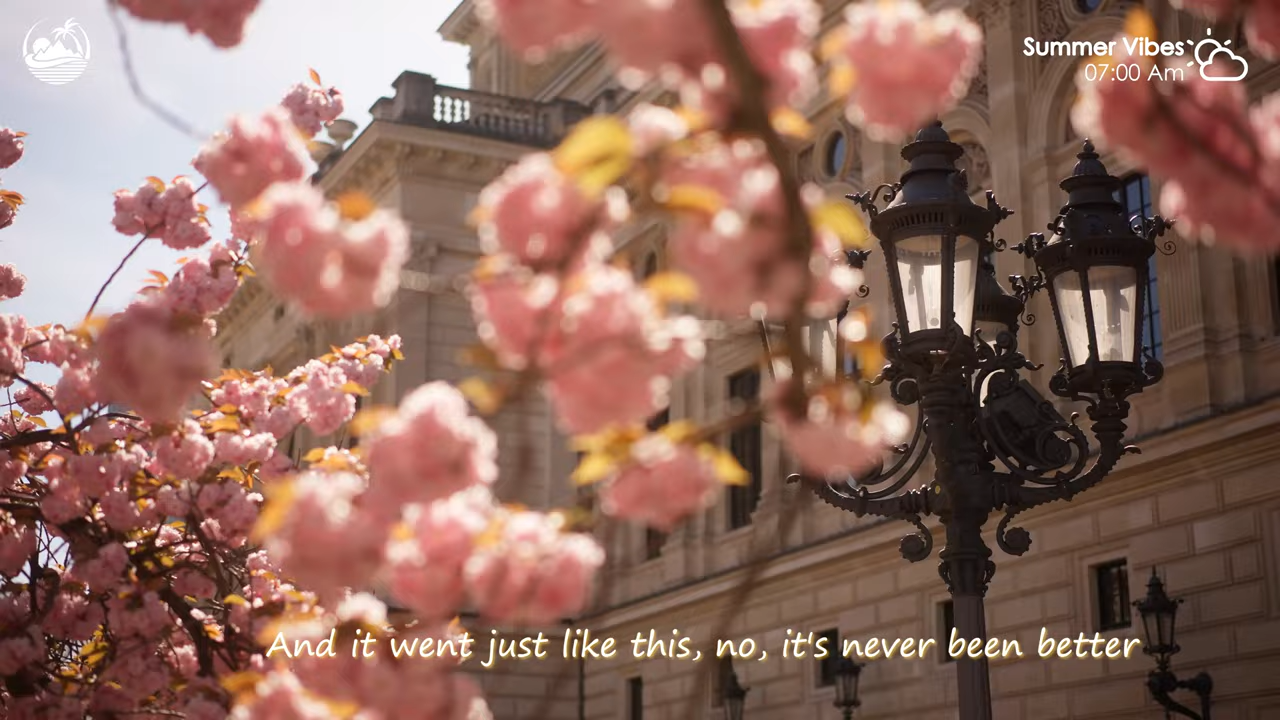 Summer Vibes
07:00 Am
And it went just like this, no, it's never been better